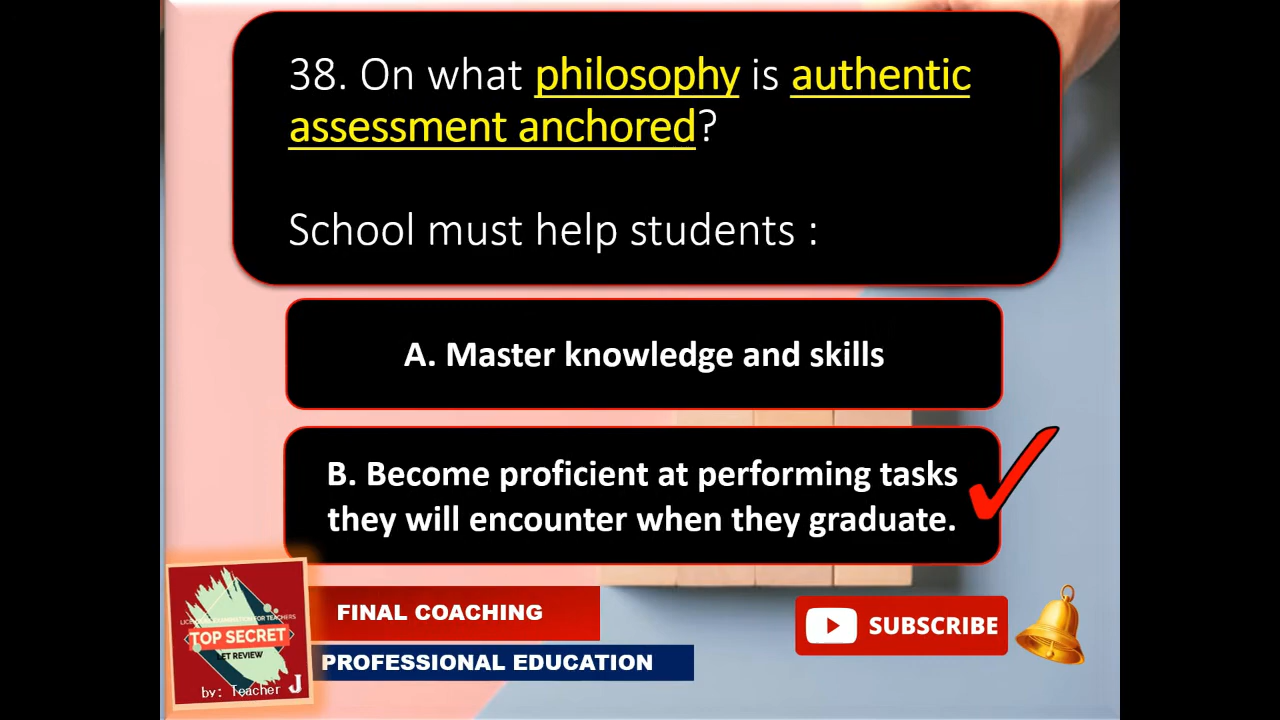 38. On what philosophy is authentic
assessment anchored?
School must help students :
A. Master knowledge and skills
B. Become proficient at performing tasks
they will encounter when they graduate.
TOP SECRET
LET REVIEW
by: Teacher J
FINAL COACHING
PROFESSIONAL EDUCATION
SUBSCRIBE